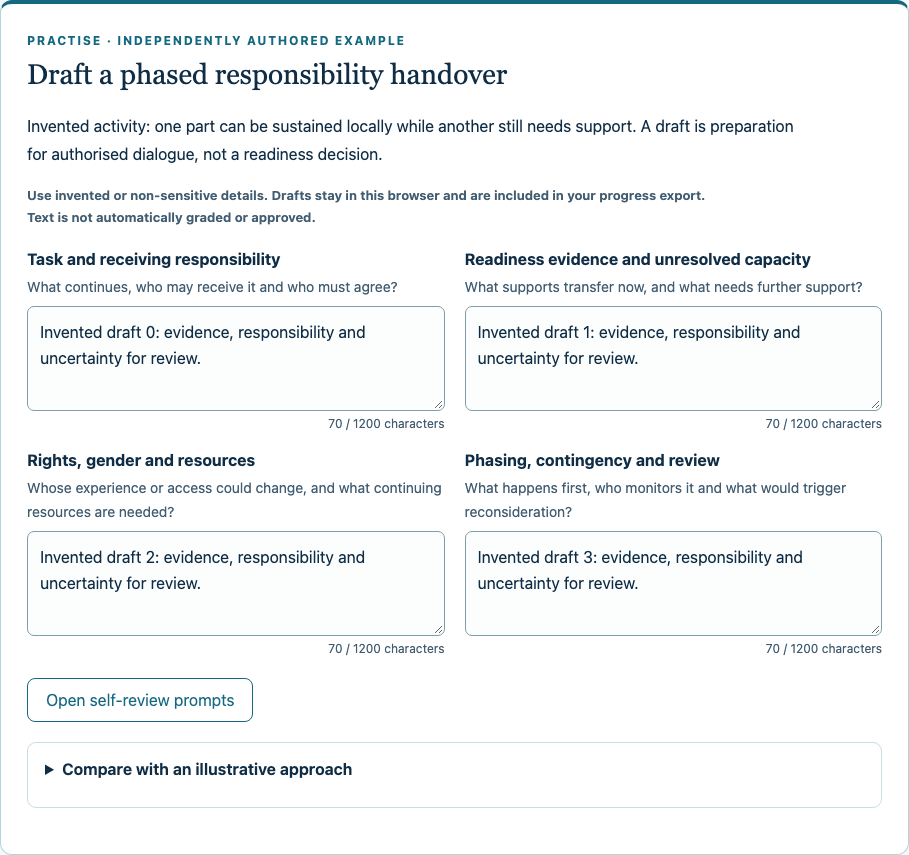 PRACTISE · INDEPENDENTLY AUTHORED EXAMPLE
Draft a phased responsibility handover
Invented activity: one part can be sustained locally while another still needs support. A draft is preparation
for authorised dialogue, not a readiness decision.
Use invented or non-sensitive details. Drafts stay in this browser and are included in your progress export.
Text is not automatically graded or approved.
Task and receiving responsibility
What continues, who may receive it and who must agree?
Invented draft 0: evidence, responsibility and
uncertainty for review.
70 / 1200 characters
Readiness evidence and unresolved capacity
What supports transfer now, and what needs further support?
Invented draft 1: evidence, responsibility and
uncertainty for review.
70 / 1200 characters
Rights, gender and resources
Whose experience or access could change, and what continuing
resources are needed?
Invented draft 2: evidence, responsibility and
uncertainty for review.
70 / 1200 characters
Phasing, contingency and review
What happens first, who monitors it and what would trigger
reconsideration?
Invented draft 3: evidence, responsibility and
uncertainty for review.
70 / 1200 characters
Open self-review prompts
Compare with an illustrative approach